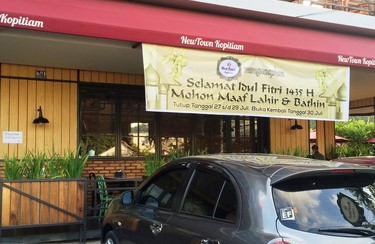 Kopitiam
NewTown Kopitiam
NewTown Kopitiam
Selamat Idul Fitri 1435 H
Mohon Maaf Lahir & Bathin
Tutup Tanggal 27 s/d 29 Juli. Buka Kembali Tanggal 30 Juli